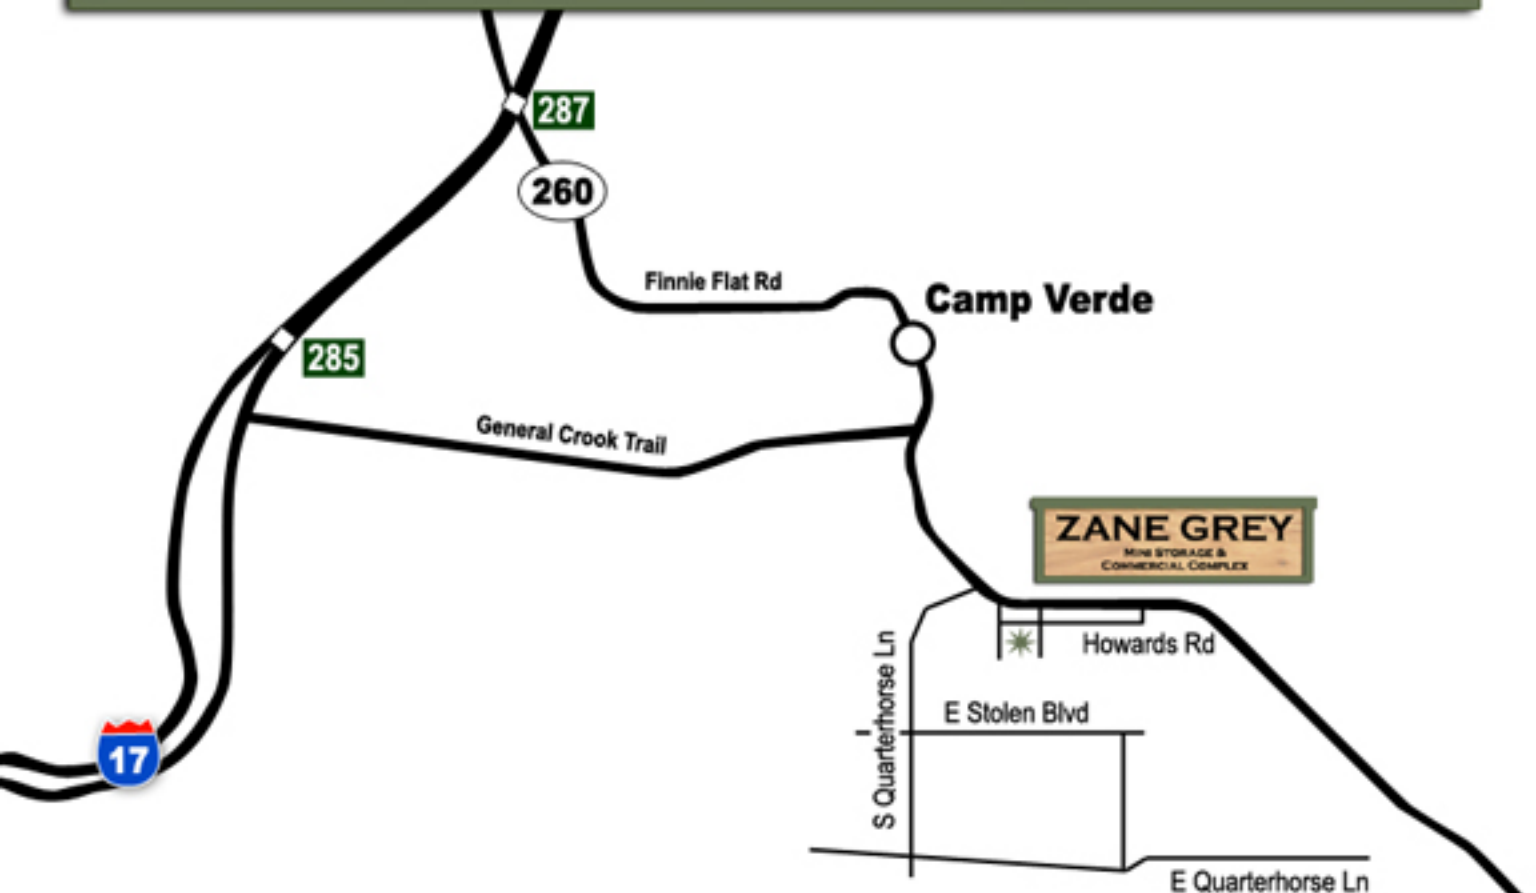 287
260
Finnie Flat Rd
Camp Verde
285
General Crook Trail
ZANE GREY
MINI STORAGE &
COMMERCIAL COMPLEX
Howards Rd
S Quarterhorse Ln
E Stolen Blvd
17
E Quarterhorse Ln